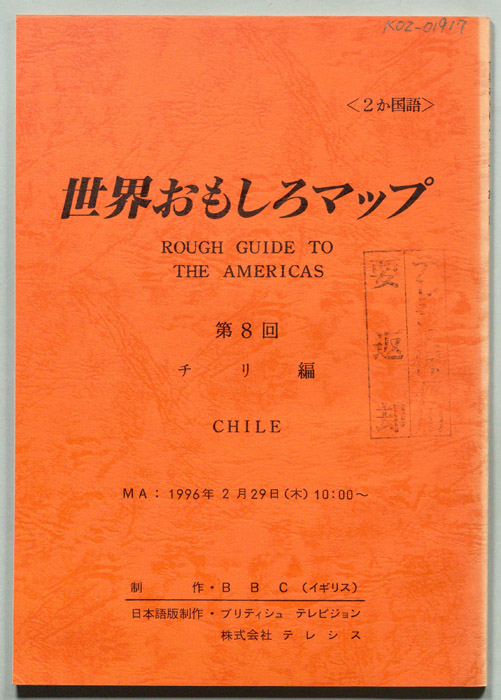 K02-01917
<2か国語>
世界おもしろマップ
ROUGH GUIDE TO
THE AMERICAS
第8回
チリ編
CHILE
要返却
MA: 1996年2月29日(木) 10:00~
制作・BBC(イギリス)
日本語版制作・ブリティシュ テレビジョン
株式会社 テレシス